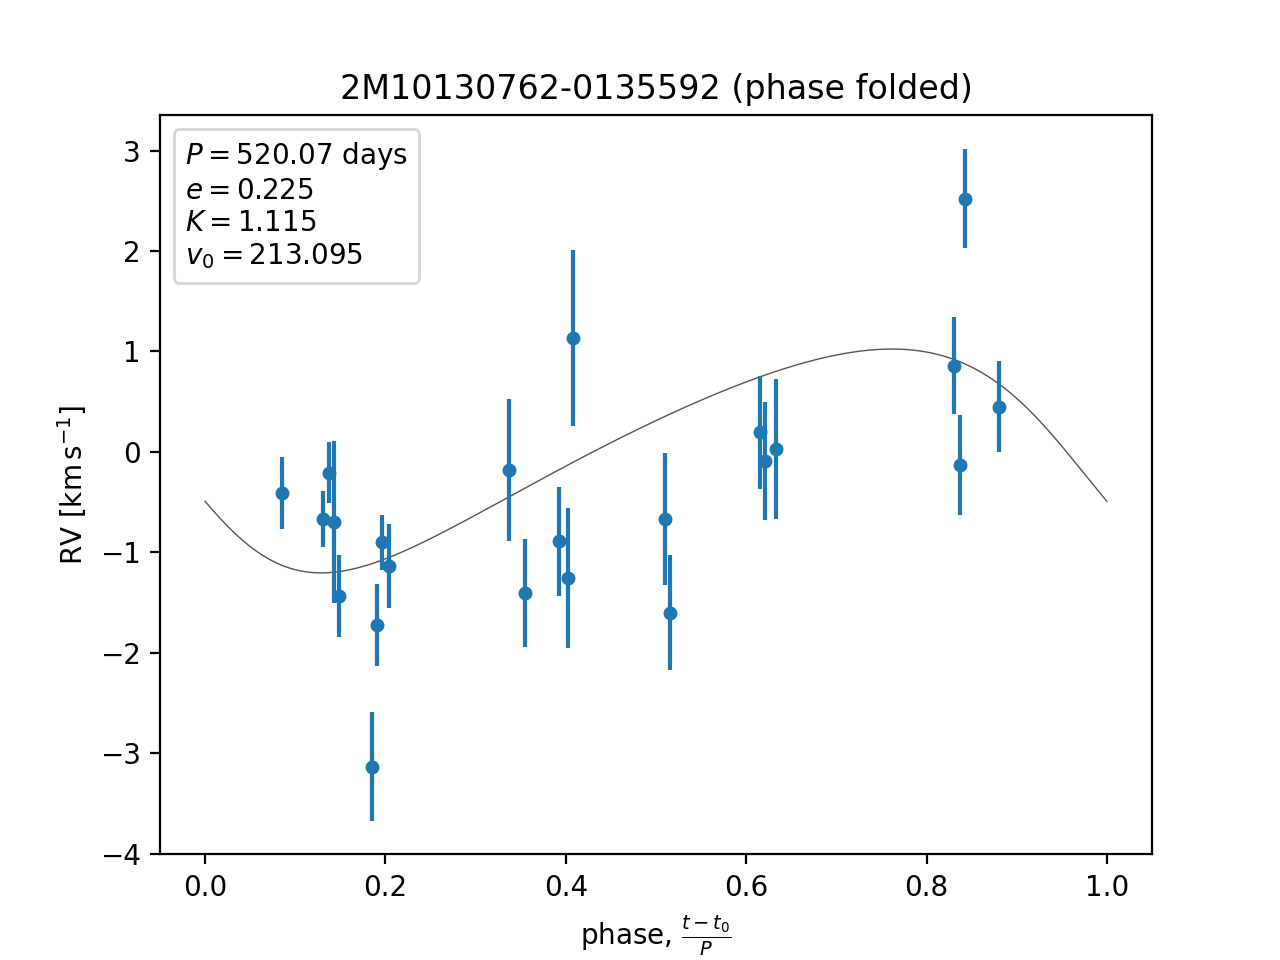 2M10130762-0135592 (phase folded)
P = 520.07 days
e = 0.225
K = 1.115
v₀ = 213.095
3
2
1
0
−1
−2
−3
−4
RV [km s⁻¹]
0.0 0.2 0.4 0.6 0.8 1.0
phase, (t − t₀)/P